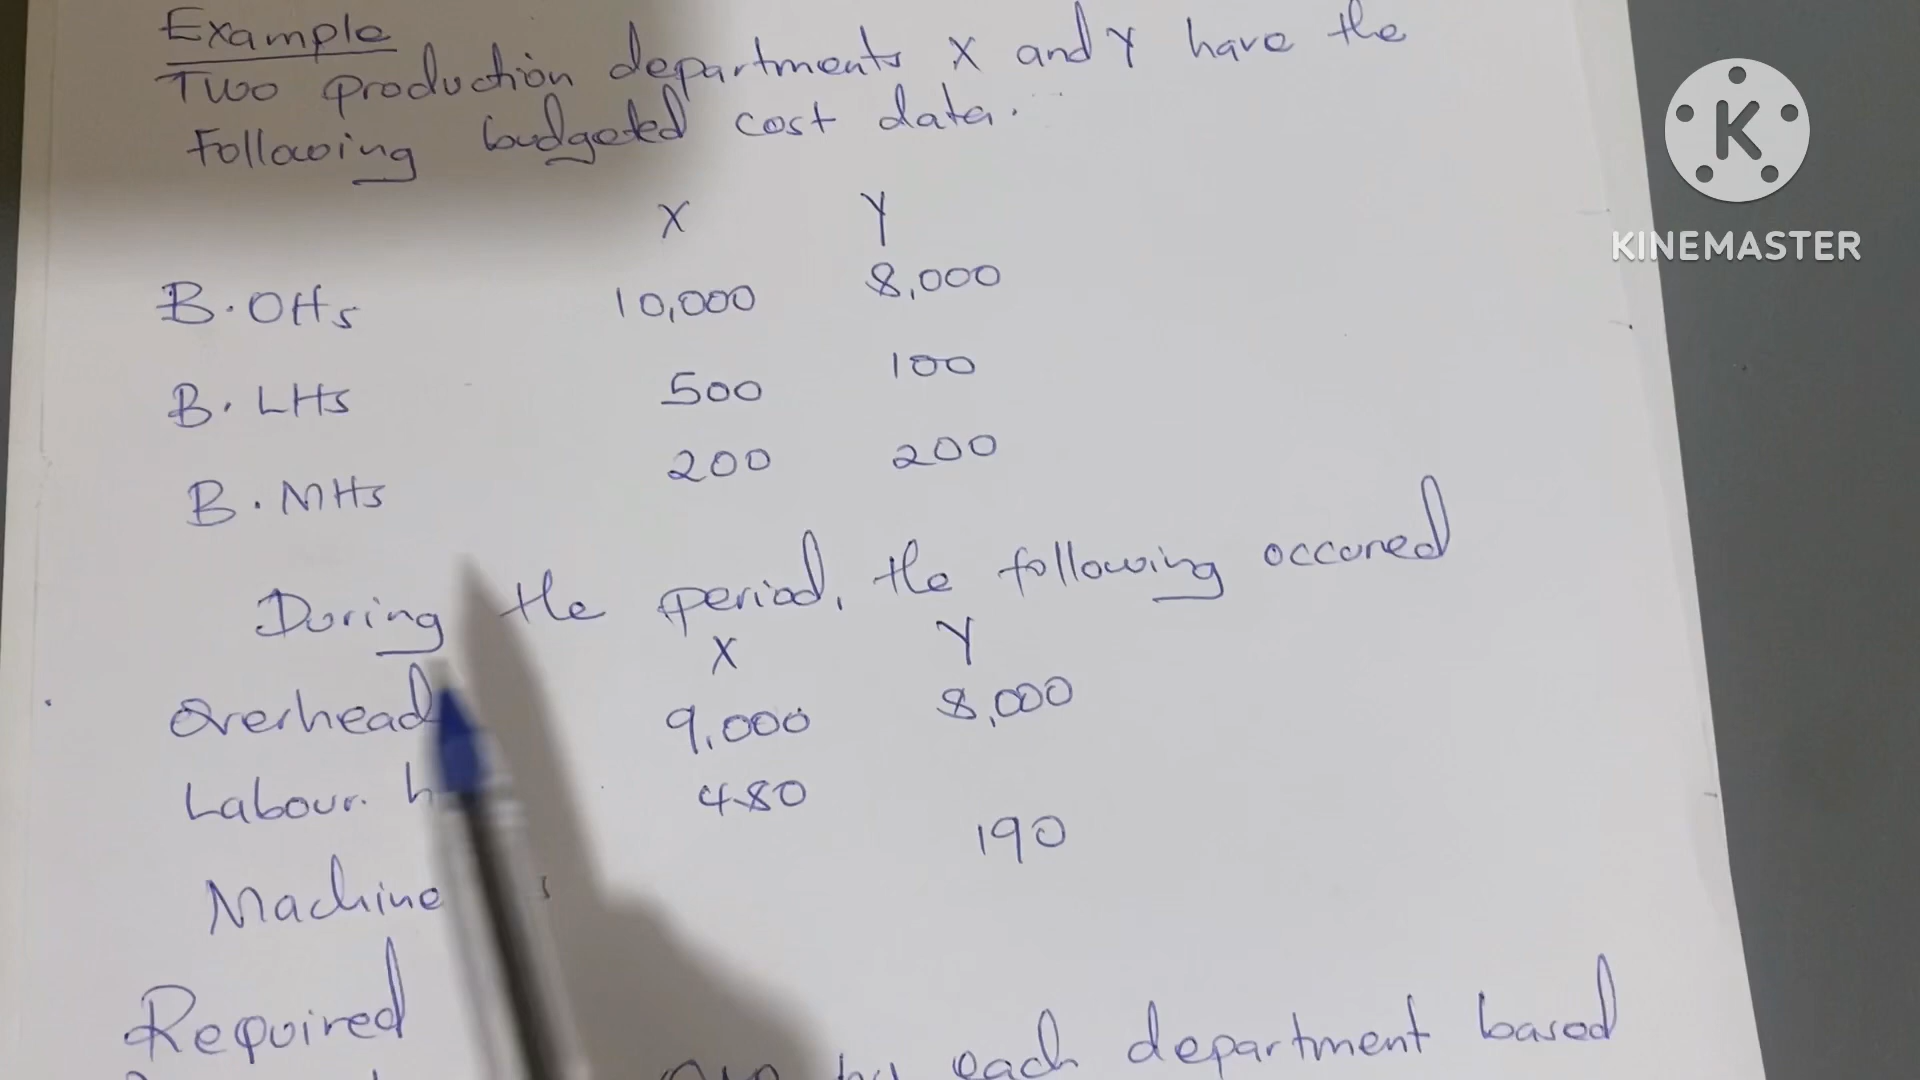 Example
Two production departments X and Y have the
Following budgeted cost data.
K
KINEMASTER
X Y
B. OHs 10,000 8,000
B. LHs 500 100
B. MHs 200 200
During the period, the following occured
X Y
Overhead 9,000 8,000
Labour. 480
190
Machine
Required
by each department based